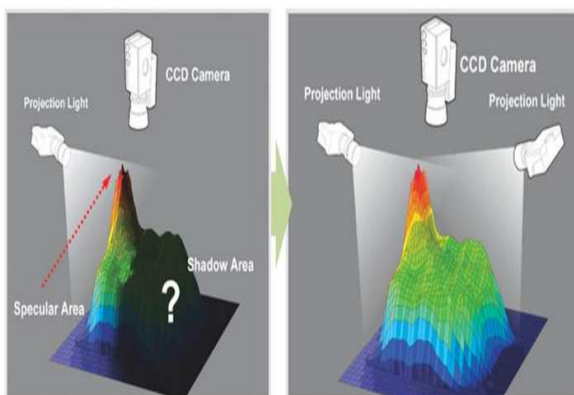 CCD Camera
Projection Light
Shadow Area
?
Specular Area
CCD Camera
Projection Light
Projection Light